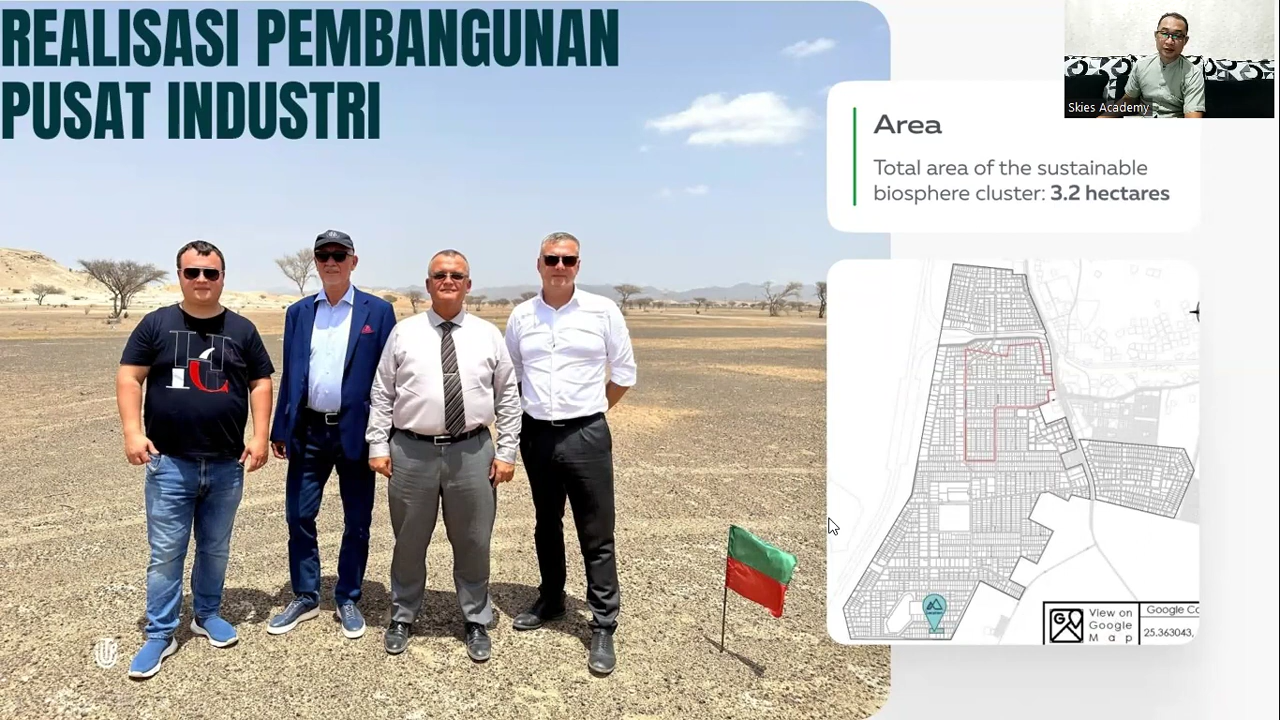 REALISASI PEMBANGUNAN
PUSAT INDUSTRI
Skies Academy
Area
Total area of the sustainable
biosphere cluster: 3.2 hectares
View on
Google
Map
Google Co
25.363043,